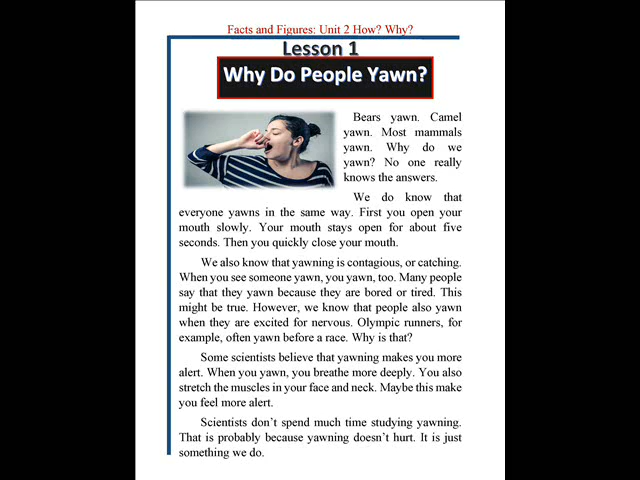 Facts and Figures: Unit 2 How? Why?
Lesson 1
Why Do People Yawn?
Bears yawn. Camel
yawn. Most mammals
yawn. Why do we
yawn? No one really
knows the answers.
We do know that
everyone yawns in the same way. First you open your
mouth slowly. Your mouth stays open for about five
seconds. Then you quickly close your mouth.
We also know that yawning is contagious, or catching.
When you see someone yawn, you yawn, too. Many people
say that they yawn because they are bored or tired. This
might be true. However, we know that people also yawn
when they are excited for nervous. Olympic runners, for
example, often yawn before a race. Why is that?
Some scientists believe that yawning makes you more
alert. When you yawn, you breathe more deeply. You also
stretch the muscles in your face and neck. Maybe this make
you feel more alert.
Scientists don’t spend much time studying yawning.
That is probably because yawning doesn’t hurt. It is just
something we do.